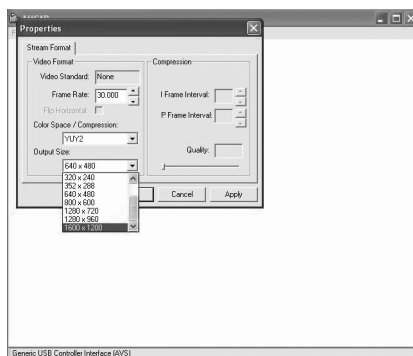 AMCAP
Properties
Stream Format
Video Format
Video Standard: None
Frame Rate: 30.000
Flip Horizontal
Color Space / Compression:
YUY2
Output Size:
640 x 480
320 x 240
352 x 288
640 x 480
800 x 600
1280 x 720
1280 x 960
1600 x 1200
Compression
I Frame Interval:
P Frame Interval:
Quality:
Cancel
Apply
Generic USB Controller Interface (AVS)